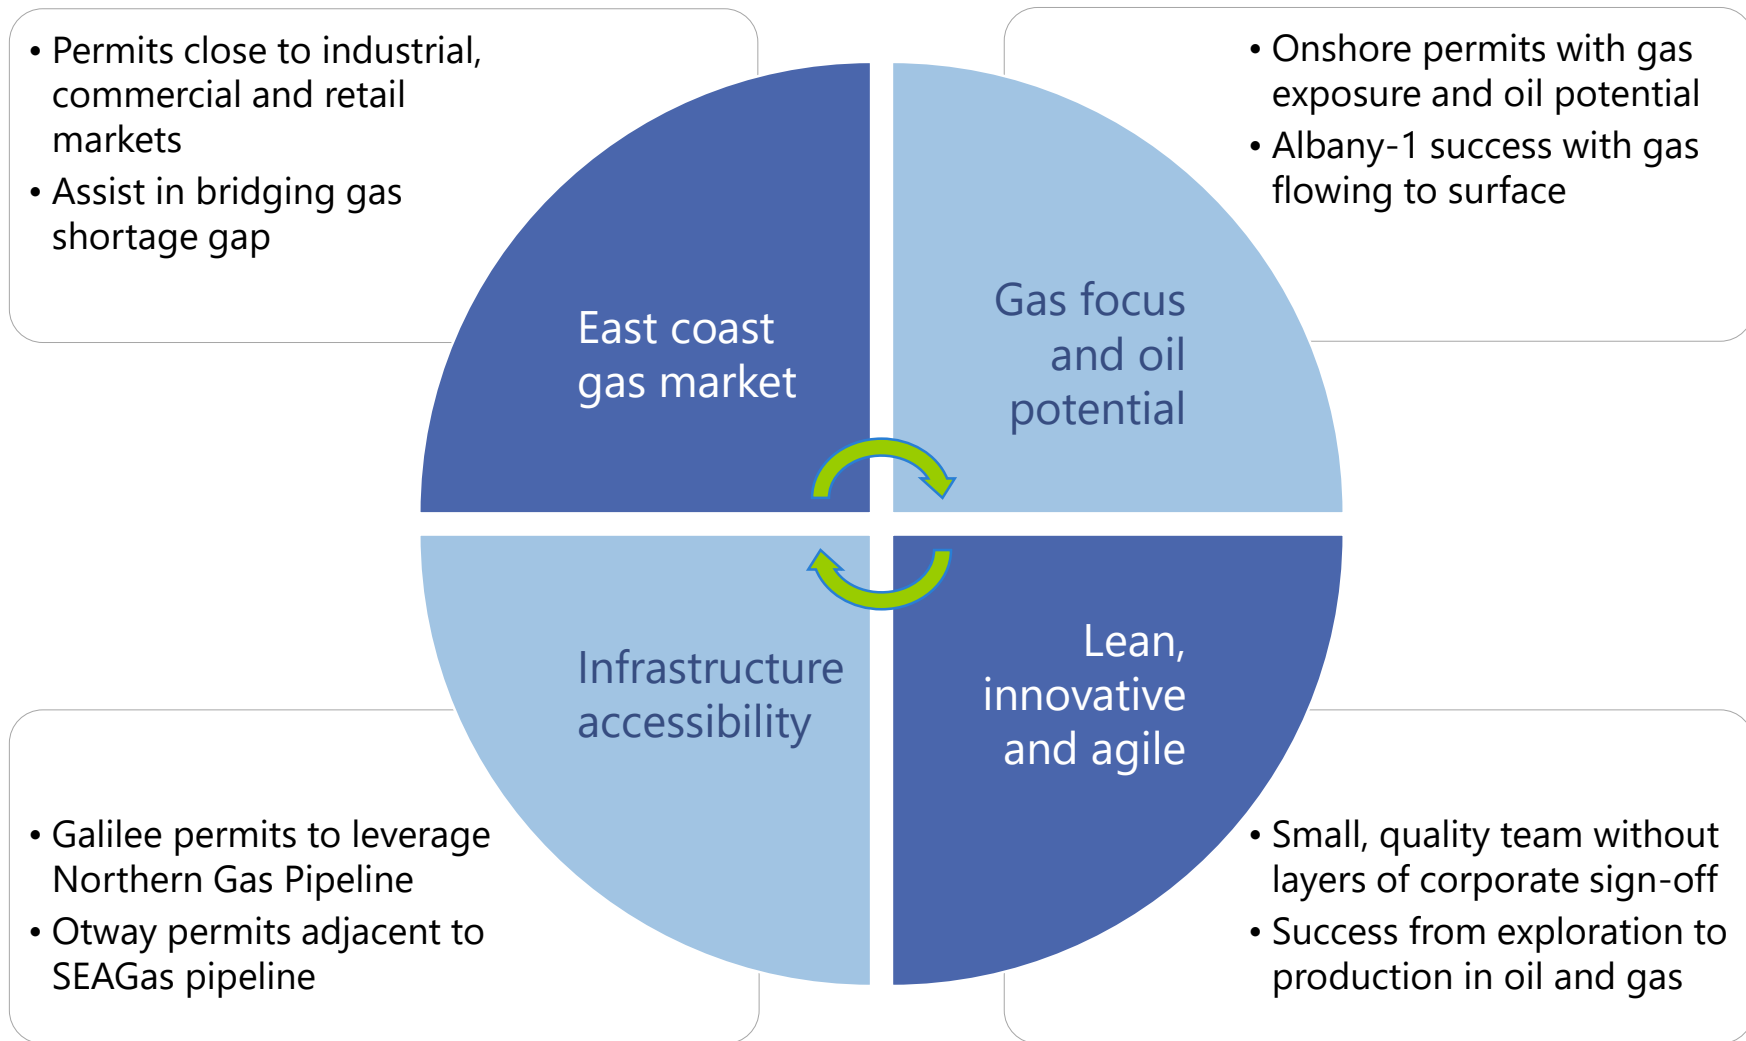 • Permits close to industrial,
commercial and retail
markets
• Assist in bridging gas
shortage gap
• Onshore permits with gas
exposure and oil potential
• Albany-1 success with gas
flowing to surface
East coast
gas market
Gas focus
and oil
potential
Infrastructure
accessibility
Lean,
innovative
and agile
• Galilee permits to leverage
Northern Gas Pipeline
• Otway permits adjacent to
SEAGas pipeline
• Small, quality team without
layers of corporate sign-off
• Success from exploration to
production in oil and gas